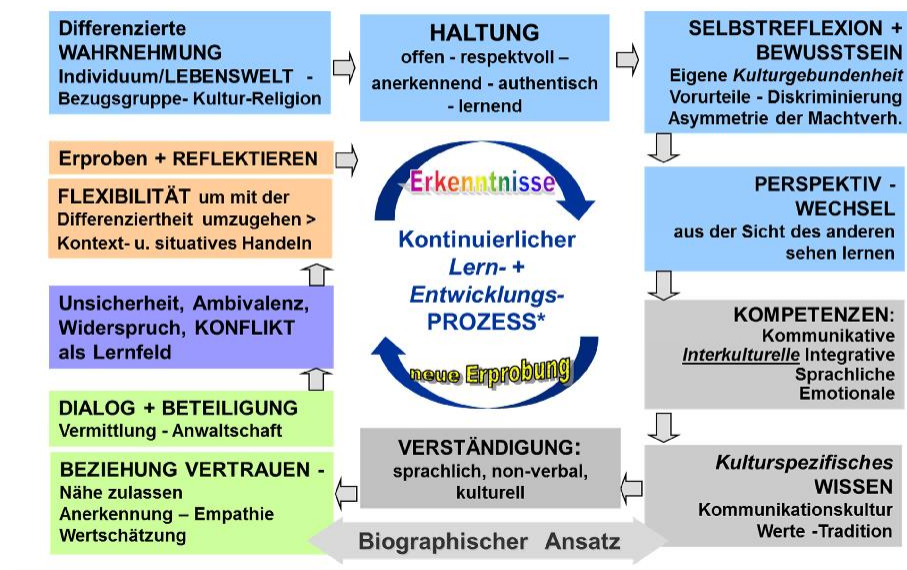 Differenzierte
WAHRNEHMUNG
Individuum/LEBENSWELT -
Bezugsgruppe- Kultur-Religion
HALTUNG
offen - respektvoll –
anerkennend - authentisch
- lernend
SELBSTREFLEXION +
BEWUSSTSEIN
Eigene Kulturgebundenheit
Vorurteile - Diskriminierung
Asymmetrie der Machtverh.
PERSPEKTIV -
WECHSEL
aus der Sicht des anderen
sehen lernen
KOMPETENZEN:
Kommunikative
Interkulturelle Integrative
Sprachliche
Emotionale
Kulturspezifisches
WISSEN
Kommunikationskultur
Werte -Tradition
VERSTÄNDIGUNG:
sprachlich, non-verbal,
kulturell
BEZIEHUNG VERTRAUEN -
Nähe zulassen
Anerkennung – Empathie
Wertschätzung
DIALOG + BETEILIGUNG
Vermittlung - Anwaltschaft
Unsicherheit, Ambivalenz,
Widerspruch, KONFLIKT
als Lernfeld
FLEXIBILITÄT um mit der
Differenziertheit umzugehen >
Kontext- u. situatives Handeln
Erproben + REFLEKTIEREN
Erkenntnisse
Kontinuierlicher
Lern- +
Entwicklungs-
PROZESS*
neue Erprobung
Biographischer Ansatz